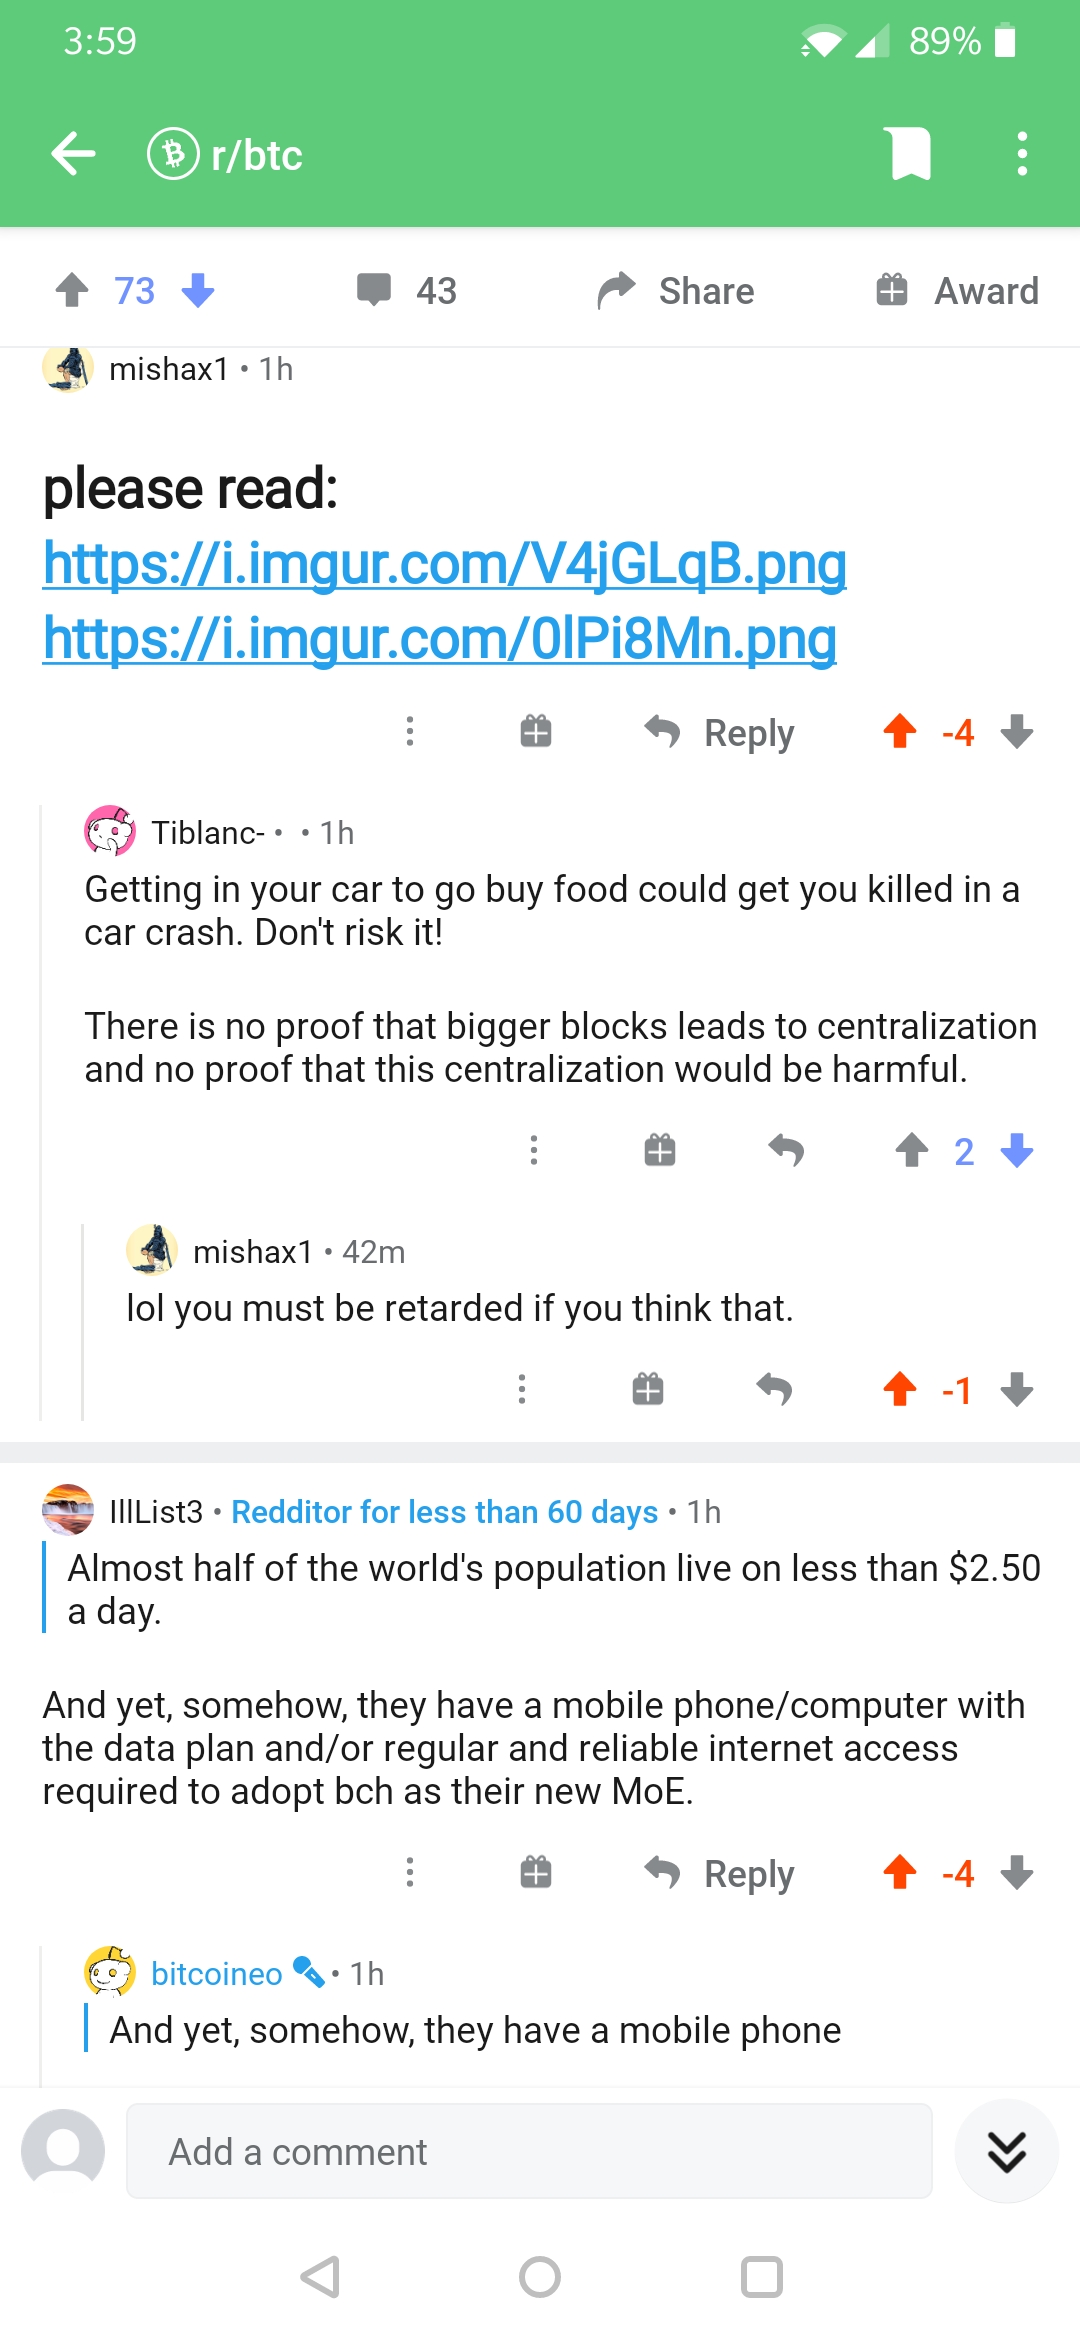 3:59
89%
r/btc
73
43
Share
Award
mishax1 • 1h
please read:
https://i.imgur.com/V4jGLqB.png
https://i.imgur.com/0lPi8Mn.png
Reply
-4
Tiblanc- • • 1h
Getting in your car to go buy food could get you killed in a
car crash. Don't risk it!
There is no proof that bigger blocks leads to centralization
and no proof that this centralization would be harmful.
2
mishax1 • 42m
lol you must be retarded if you think that.
-1
IllList3 • Redditor for less than 60 days • 1h
Almost half of the world's population live on less than $2.50
a day.
And yet, somehow, they have a mobile phone/computer with
the data plan and/or regular and reliable internet access
required to adopt bch as their new MoE.
Reply
-4
bitcoineo • 1h
And yet, somehow, they have a mobile phone
Add a comment